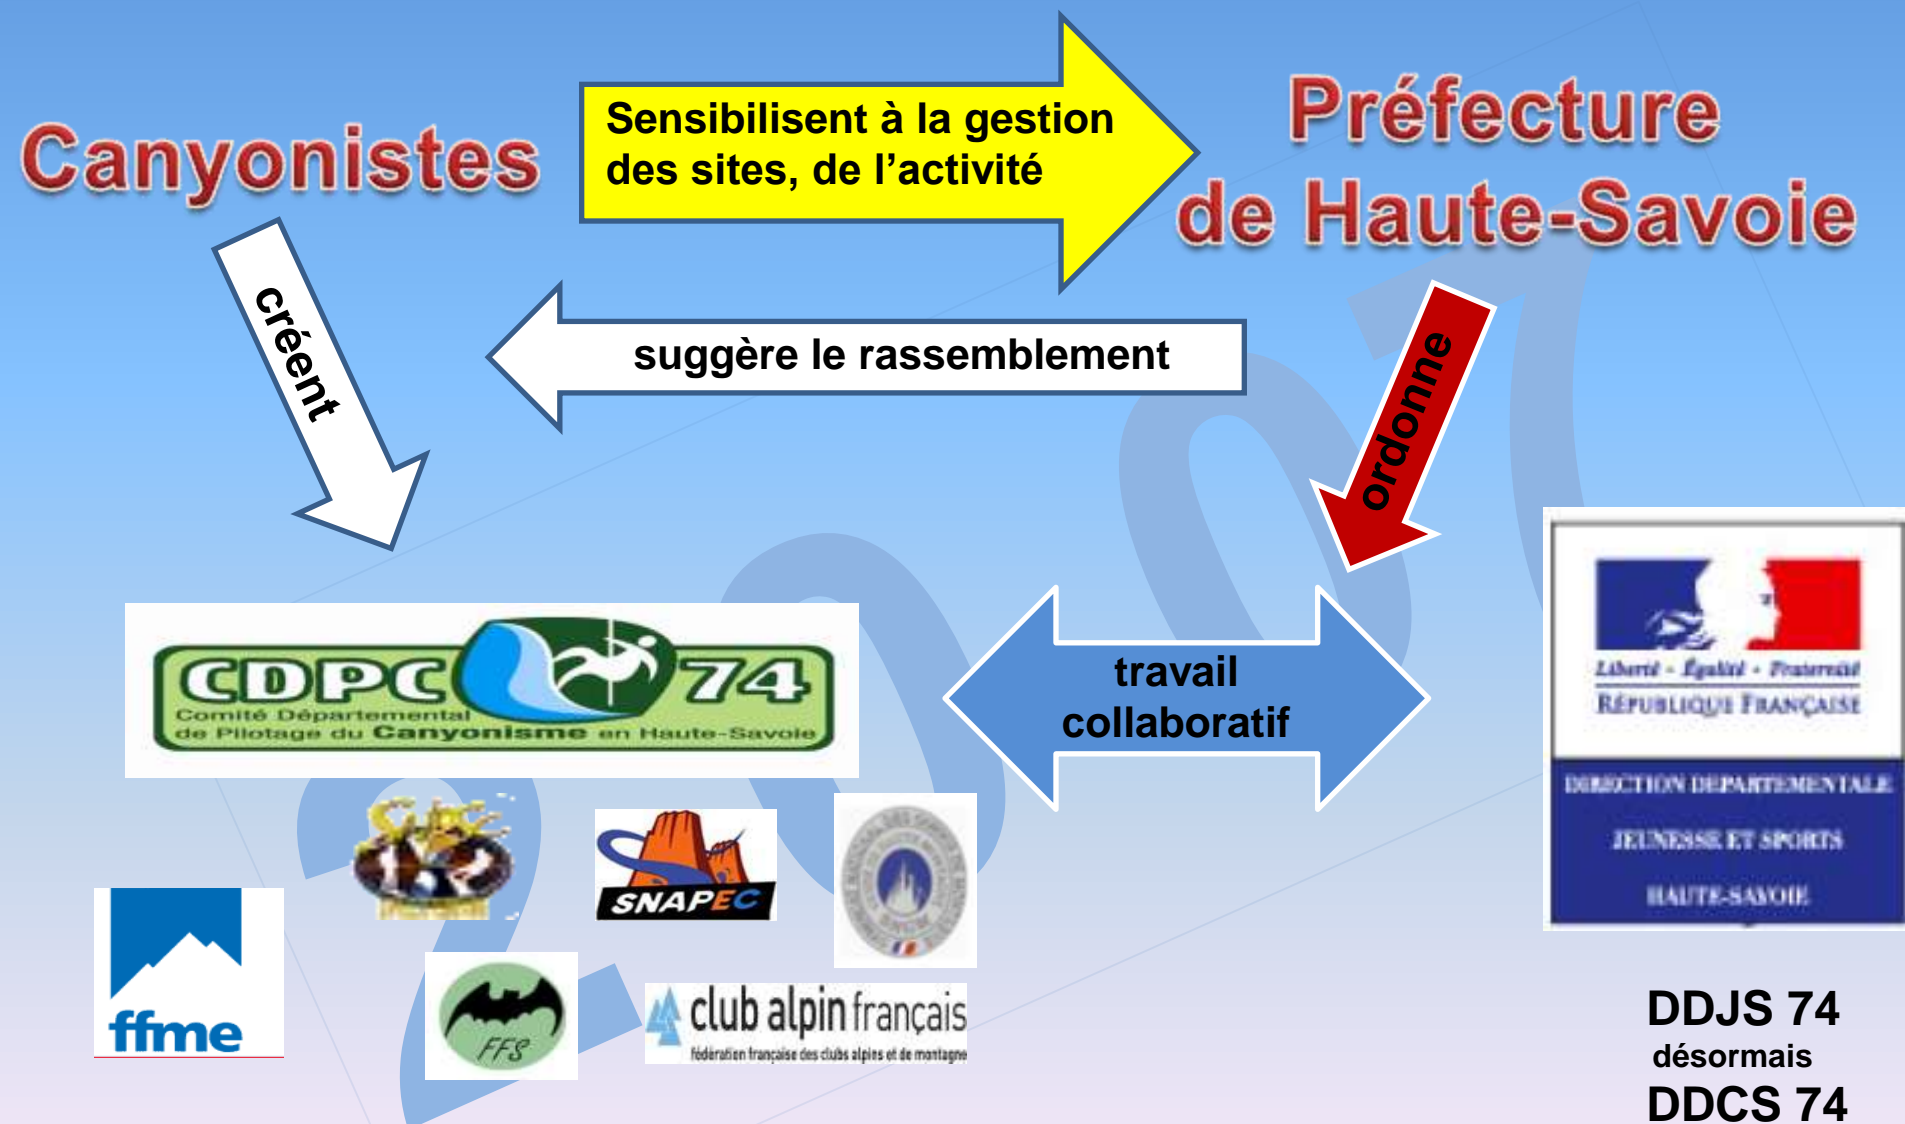 Canyonistes
Sensibilisent à la gestion
des sites, de l’activité
Préfecture
de Haute-Savoie
créent
suggère le rassemblement
ordonne
CDPC 74
Comité Départemental
de Pilotage du Canyonisme en Haute-Savoie
travail
collaboratif
Liberté • Égalité • Fraternité
RÉPUBLIQUE FRANÇAISE
DIRECTION DEPARTEMENTALE
JEUNESSE ET SPORTS
HAUTE-SAVOIE
SNAPEC
ffme
FFS
club alpin français
fédération française des clubs alpins et de montagne
DDJS 74
désormais
DDCS 74
2007